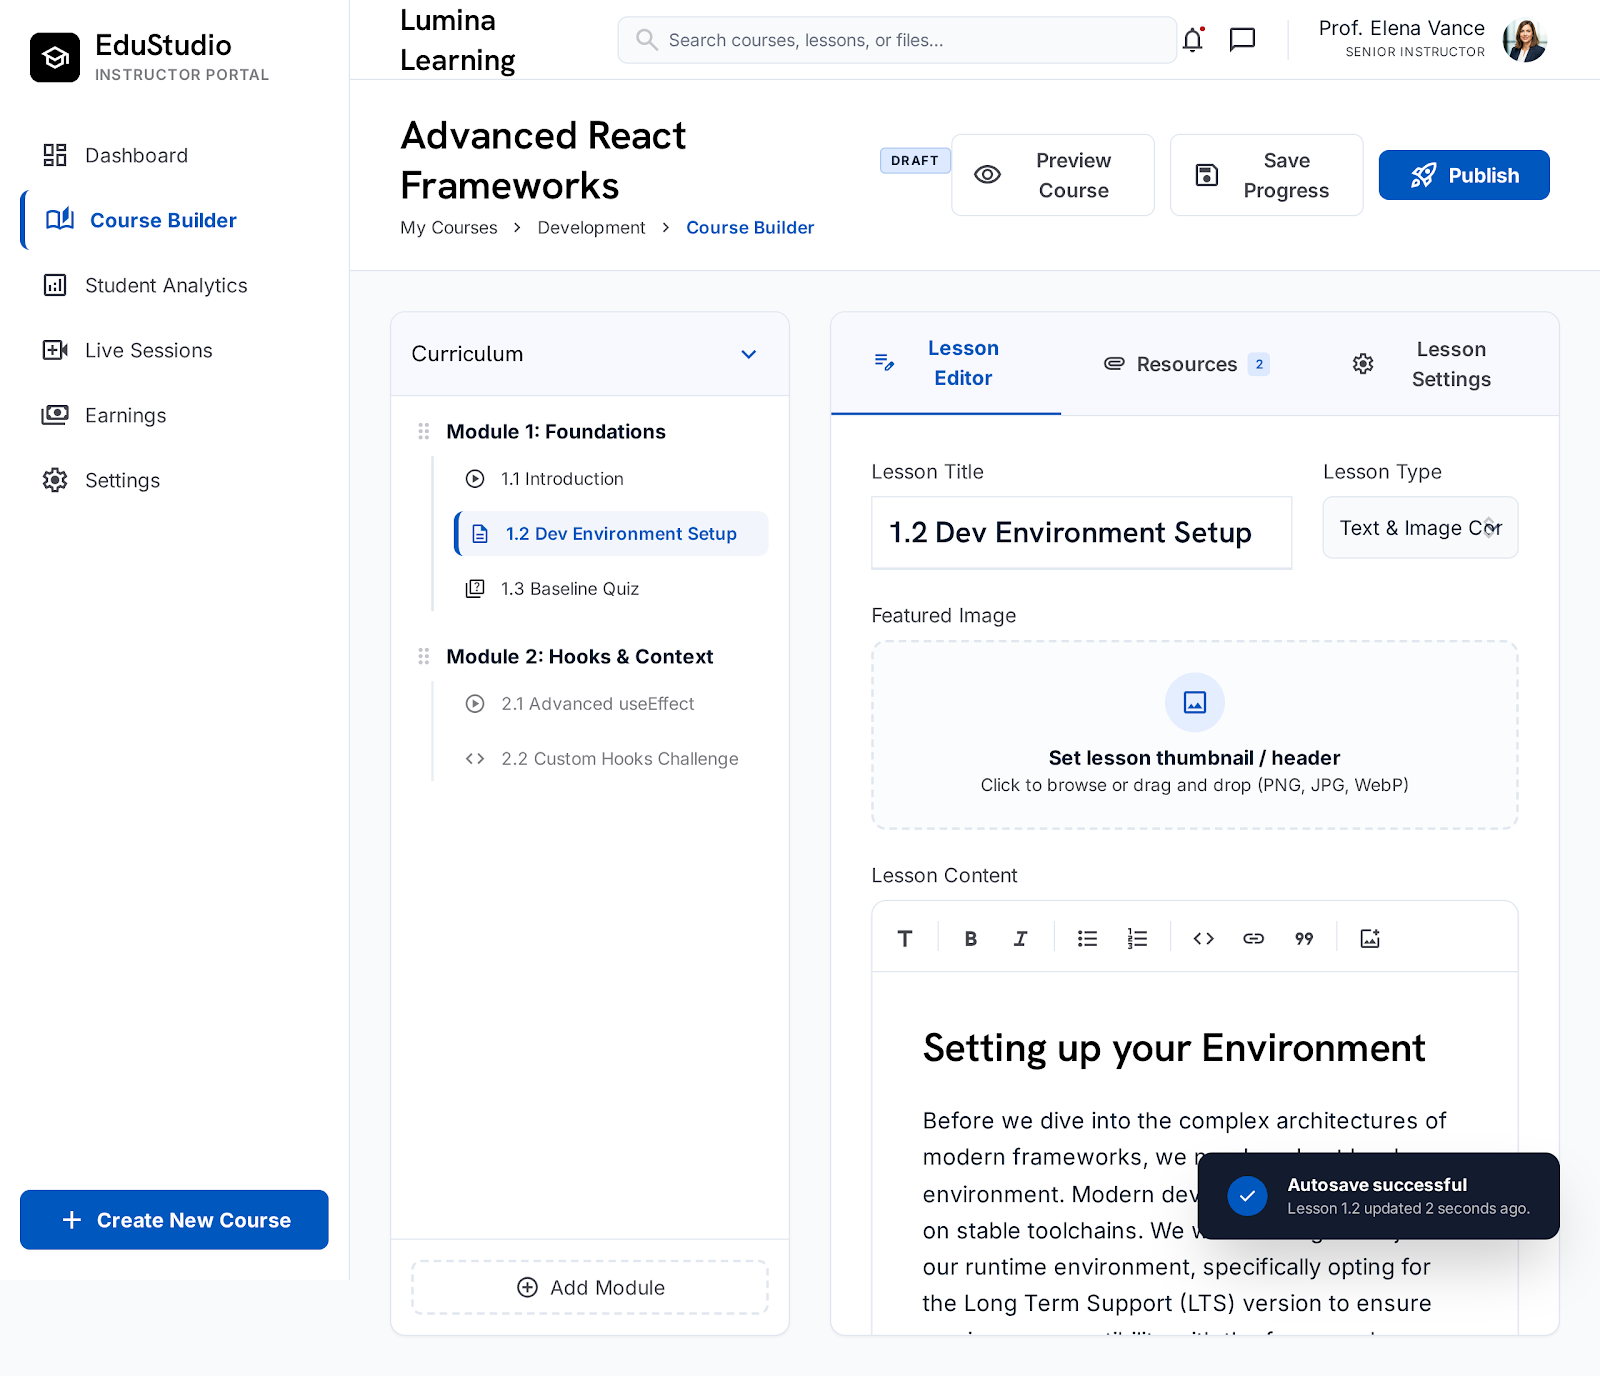 EduStudio
INSTRUCTOR PORTAL
Dashboard
Course Builder
Student Analytics
Live Sessions
Earnings
Settings
Create New Course
Lumina
Learning
Search courses, lessons, or files...
Prof. Elena Vance
SENIOR INSTRUCTOR
Advanced React
Frameworks
DRAFT
Preview
Course
Save
Progress
Publish
My Courses
Development
Course Builder
Curriculum
Module 1: Foundations
1.1 Introduction
1.2 Dev Environment Setup
1.3 Baseline Quiz
Module 2: Hooks & Context
2.1 Advanced useEffect
2.2 Custom Hooks Challenge
Add Module
Lesson
Editor
Resources 2
Lesson
Settings
Lesson Title
1.2 Dev Environment Setup
Lesson Type
Text & Image
Featured Image
Set lesson thumbnail / header
Click to browse or drag and drop (PNG, JPG, WebP)
Lesson Content
Setting up your Environment
Before we dive into the complex architectures of
modern frameworks, we
environment. Modern
on stable toolchains. We
our runtime environment, specifically opting for
the Long Term Support (LTS) version to ensure
Autosave successful
Lesson 1.2 updated 2 seconds ago.